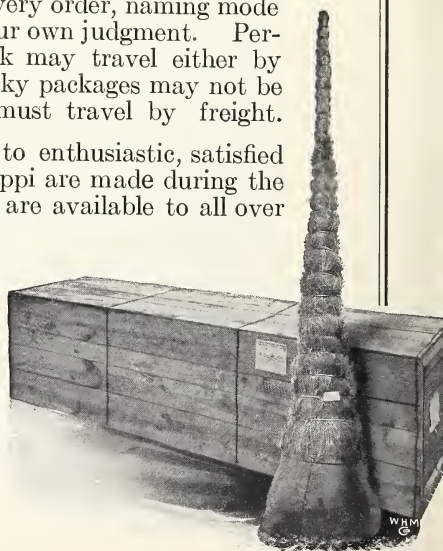 very order, naming mode
ur own judgment. Per-
k may travel either by
ky packages may not be
must travel by freight.
to enthusiastic, satisfied
ppi are made during the
are available to all over
WHM
Co